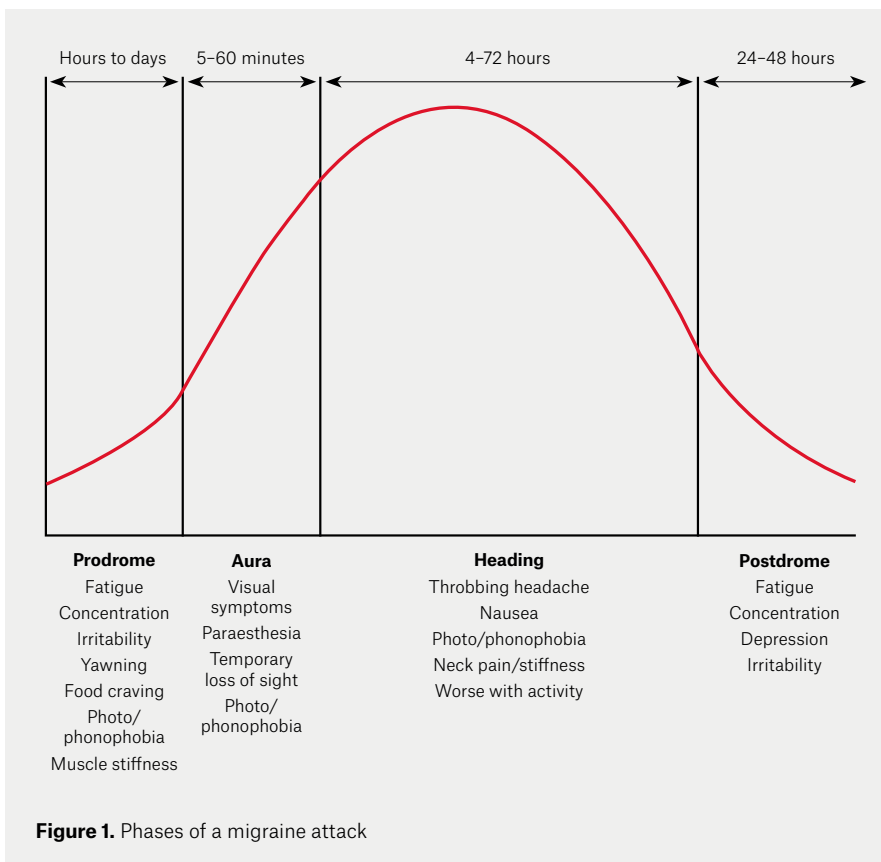 Hours to days
5–60 minutes
4–72 hours
24–48 hours
Prodrome
Fatigue
Concentration
Irritability
Yawning
Food craving
Photo/
phonophobia
Muscle stiffness
Aura
Visual
symptoms
Paraesthesia
Temporary
loss of sight
Photo/
phonophobia
Heading
Throbbing headache
Nausea
Photo/phonophobia
Neck pain/stiffness
Worse with activity
Postdrome
Fatigue
Concentration
Depression
Irritability
Figure 1. Phases of a migraine attack